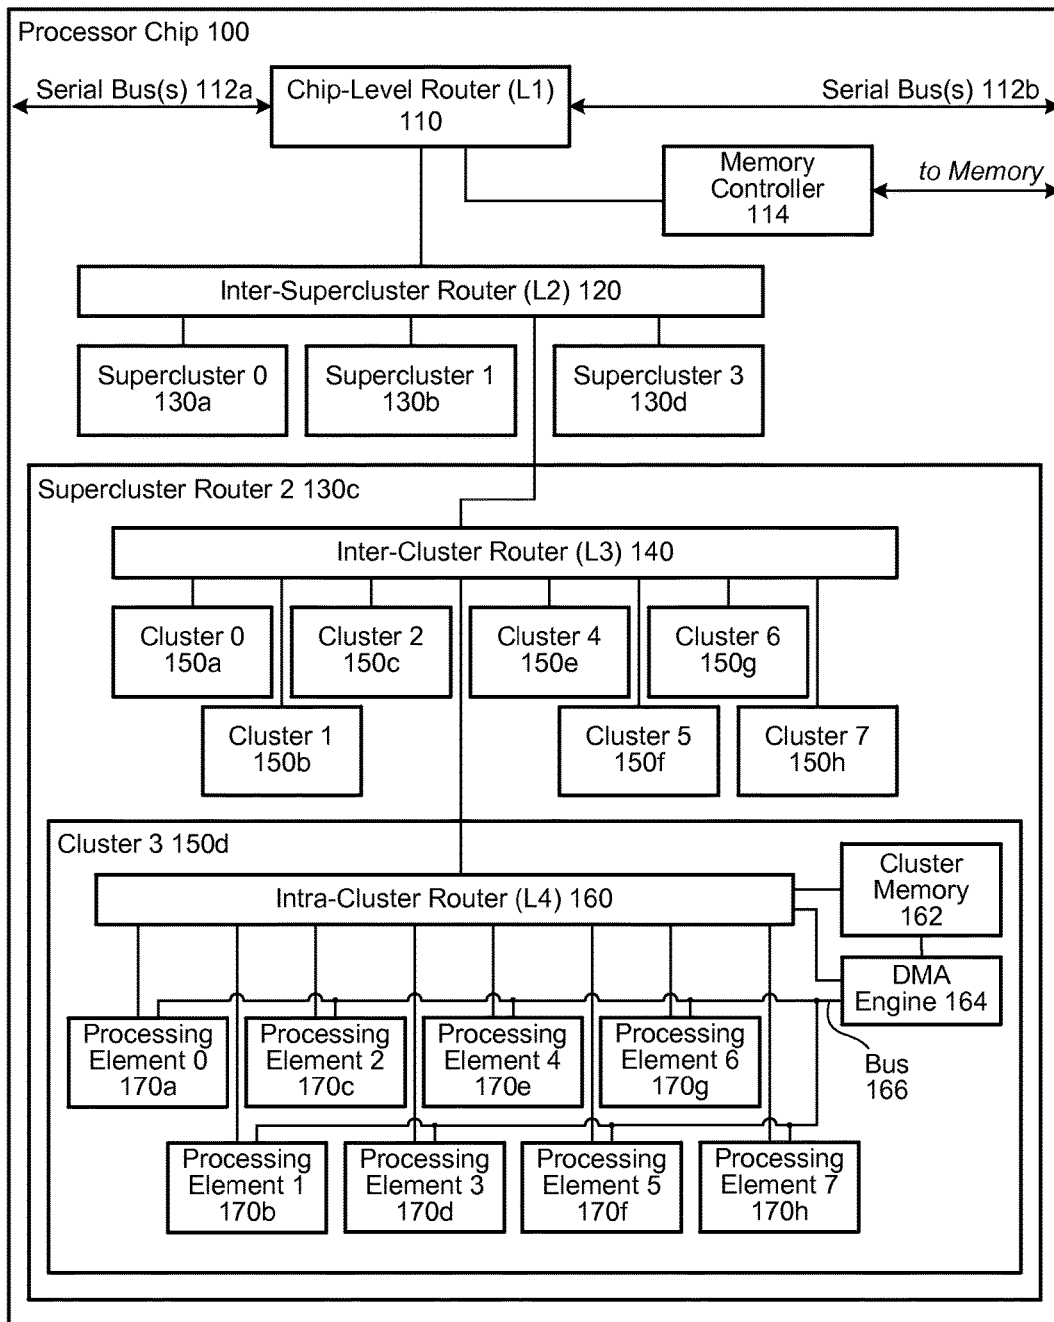 Processor Chip 100
Serial Bus(s) 112a
Chip-Level Router (L1)
110
Serial Bus(s) 112b
Memory
Controller
114
to Memory
Inter-Supercluster Router (L2) 120
Supercluster 0
130a
Supercluster 1
130b
Supercluster 3
130d
Supercluster Router 2 130c
Inter-Cluster Router (L3) 140
Cluster 0
150a
Cluster 2
150c
Cluster 4
150e
Cluster 6
150g
Cluster 1
150b
Cluster 5
150f
Cluster 7
150h
Cluster 3 150d
Intra-Cluster Router (L4) 160
Cluster
Memory
162
DMA
Engine 164
Bus
166
Processing
Element 0
170a
Processing
Element 2
170c
Processing
Element 4
170e
Processing
Element 6
170g
Processing
Element 1
170b
Processing
Element 3
170d
Processing
Element 5
170f
Processing
Element 7
170h